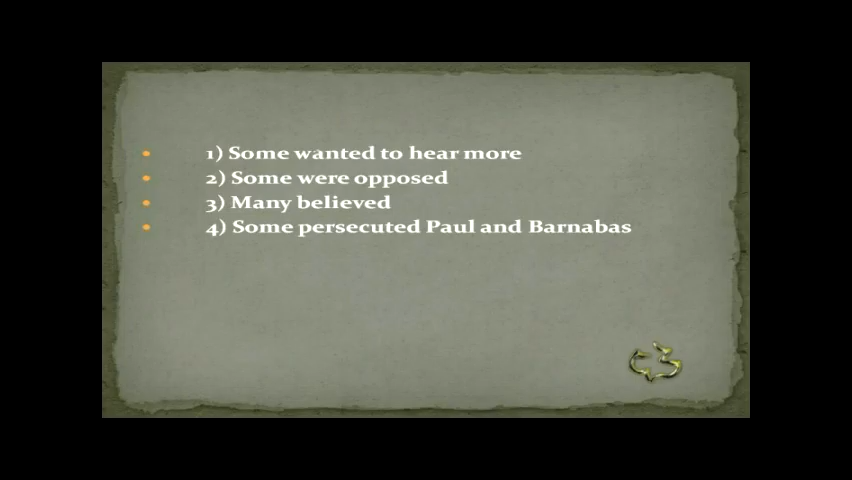 • 1) Some wanted to hear more
• 2) Some were opposed
• 3) Many believed
• 4) Some persecuted Paul and Barnabas